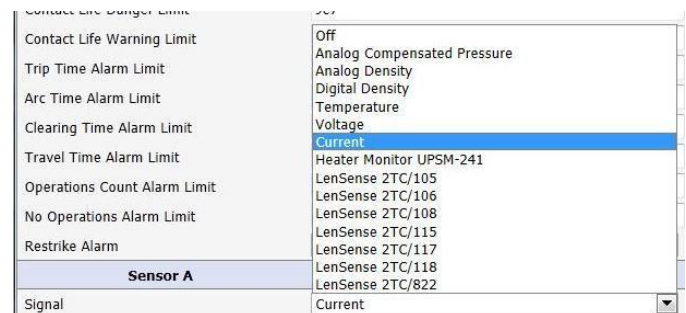 Contact Life Warning Limit
Trip Time Alarm Limit
Arc Time Alarm Limit
Clearing Time Alarm Limit
Travel Time Alarm Limit
Operations Count Alarm Limit
No Operations Alarm Limit
Restrike Alarm
Off
Analog Compensated Pressure
Analog Density
Digital Density
Temperature
Voltage
Current
Heater Monitor UPSM-241
LenSense 2TC/105
LenSense 2TC/106
LenSense 2TC/108
LenSense 2TC/115
LenSense 2TC/117
LenSense 2TC/118
LenSense 2TC/822
Sensor A
Signal Current